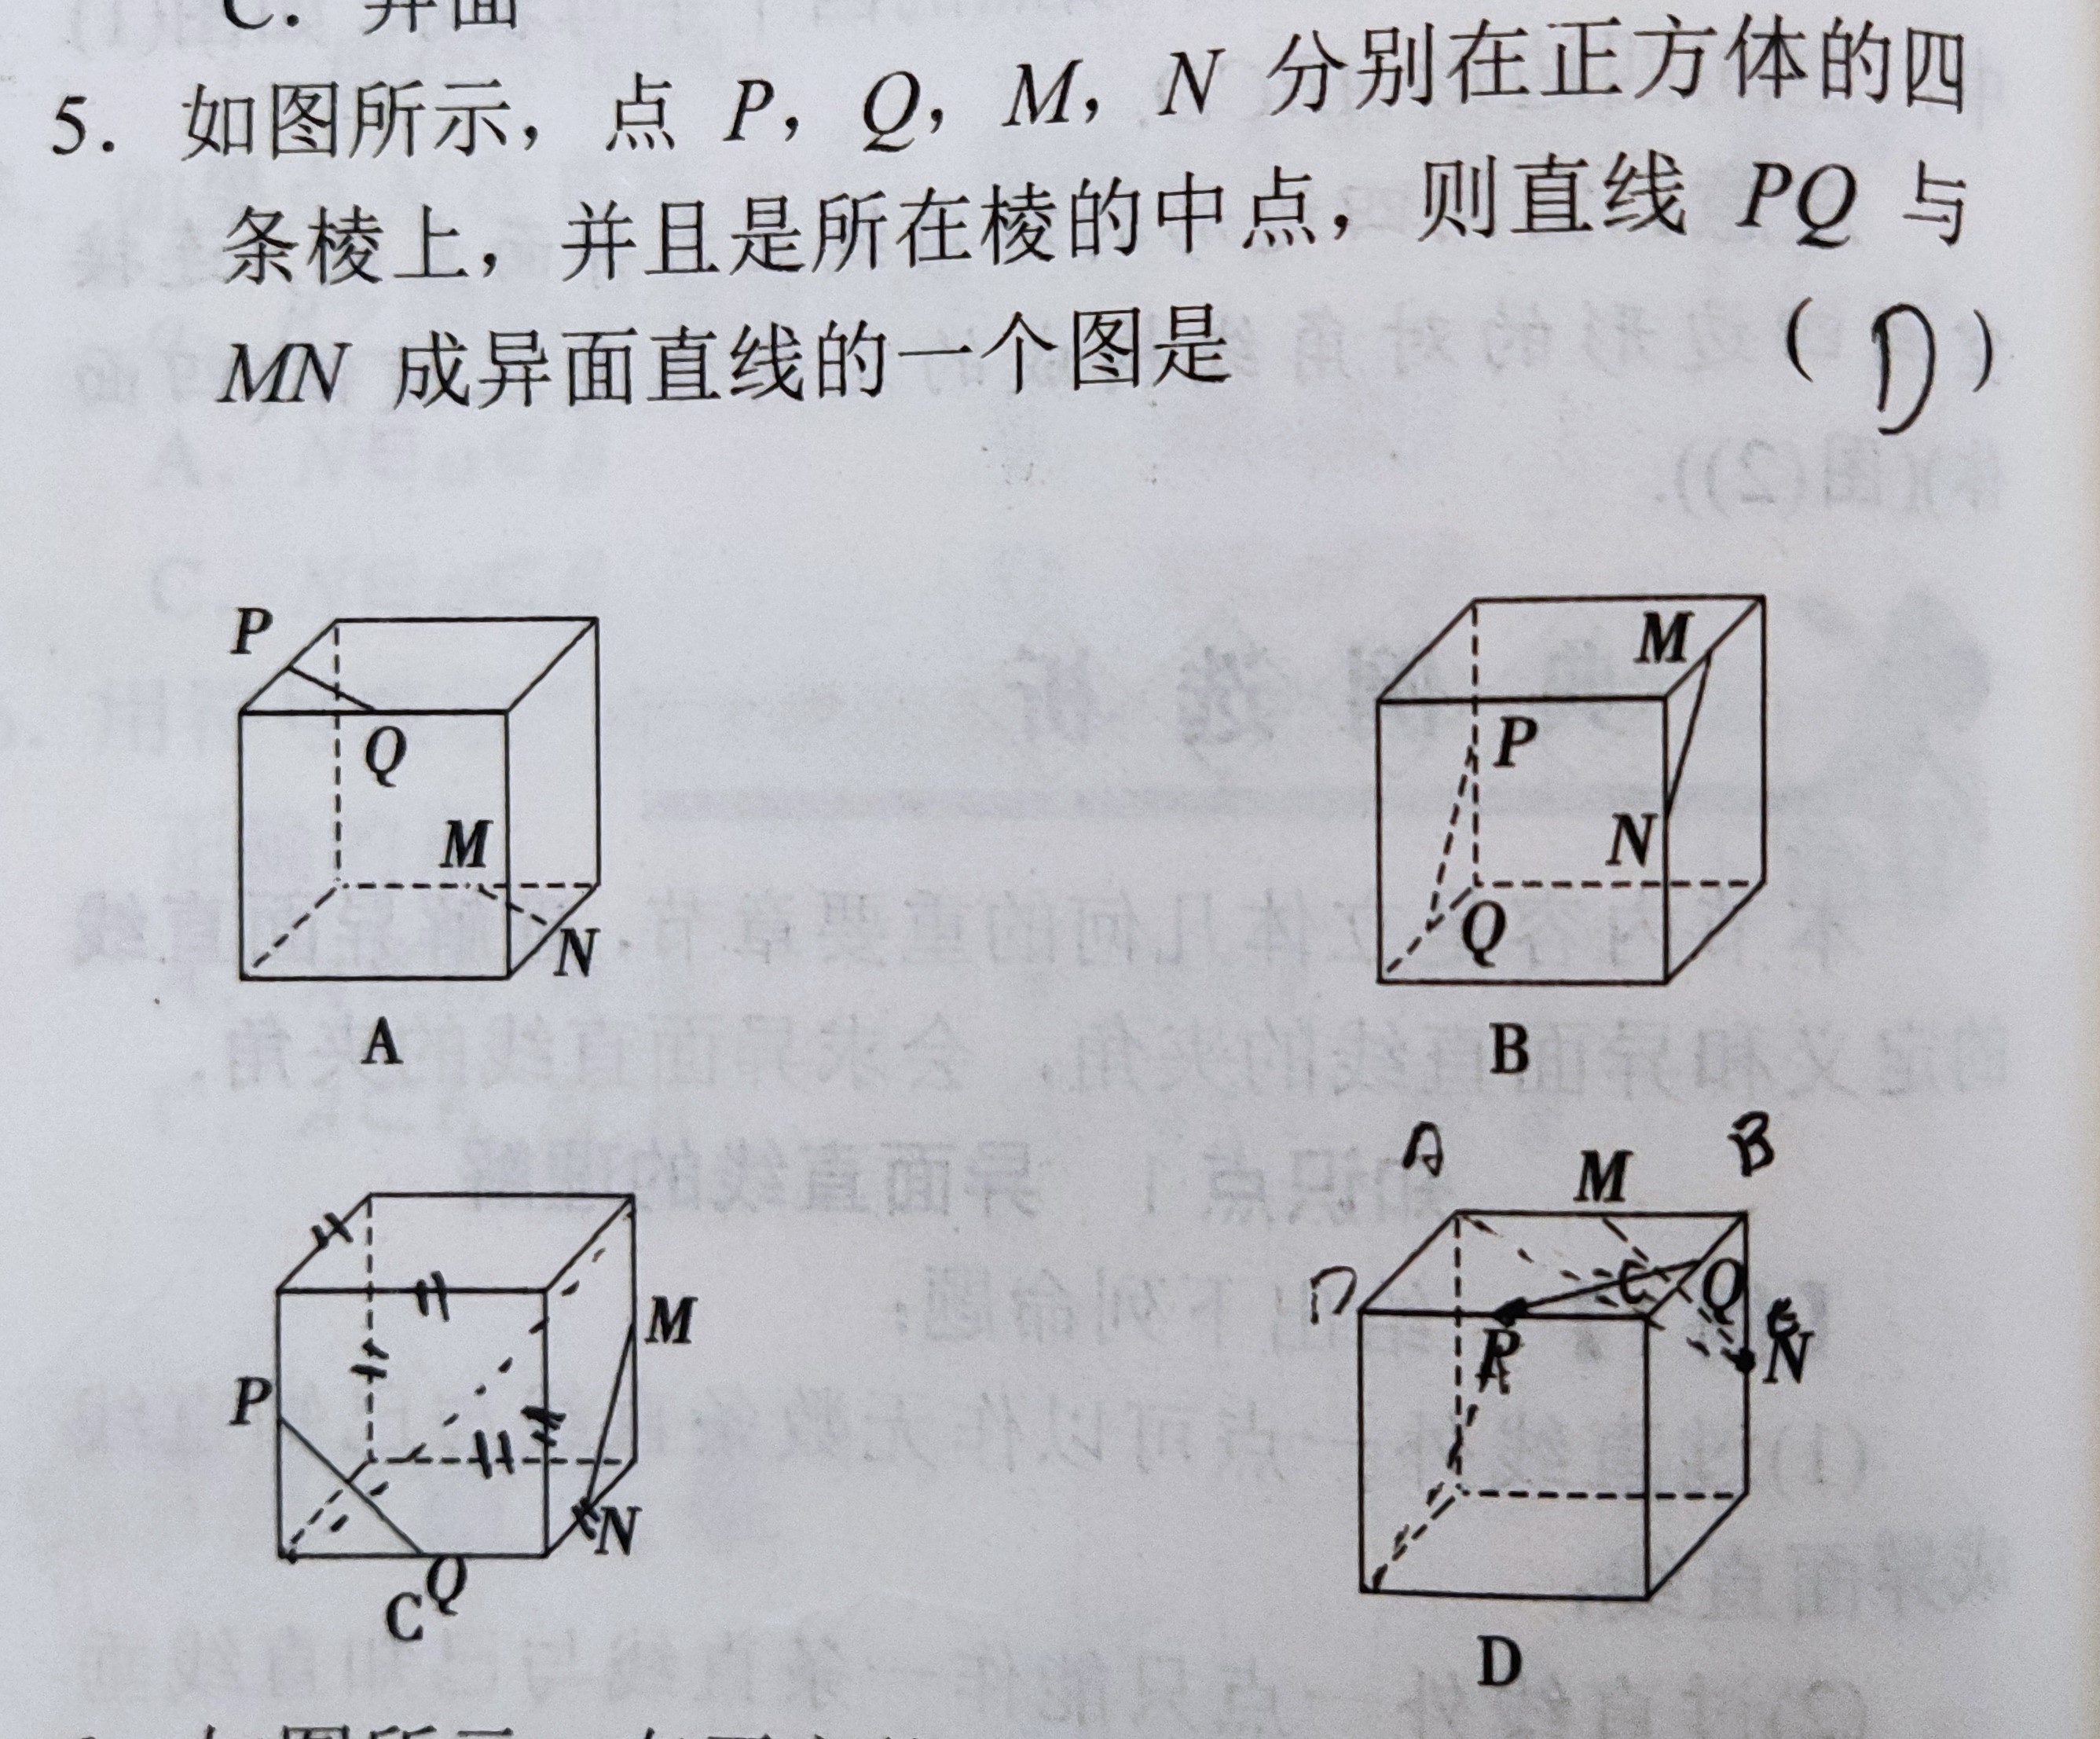 C. 异面
5. 如图所示，点 P，Q，M，N 分别在正方体的四
条棱上，并且是所在棱的中点，则直线 PQ 与
MN 成异面直线的一个图是 （ D ）
P
Q
M
N
A
M
P
N
Q
B
P
M
N
Q
C
A M B
D C Q
P N
D